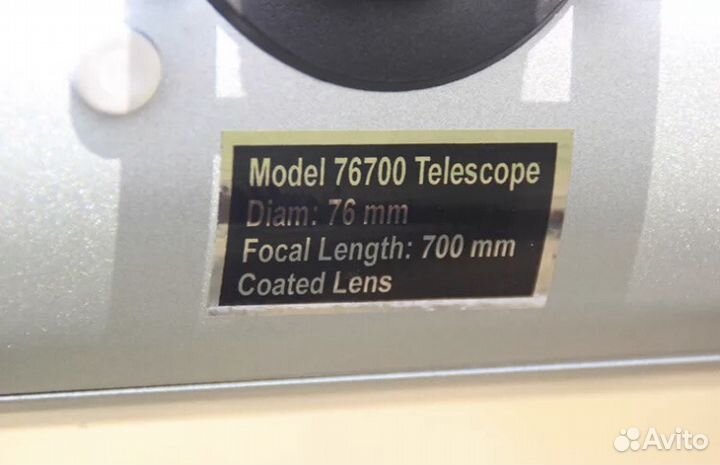 Model 76700 Telescope
Diam: 76 mm
Focal Length: 700 mm
Coated Lens
Avito